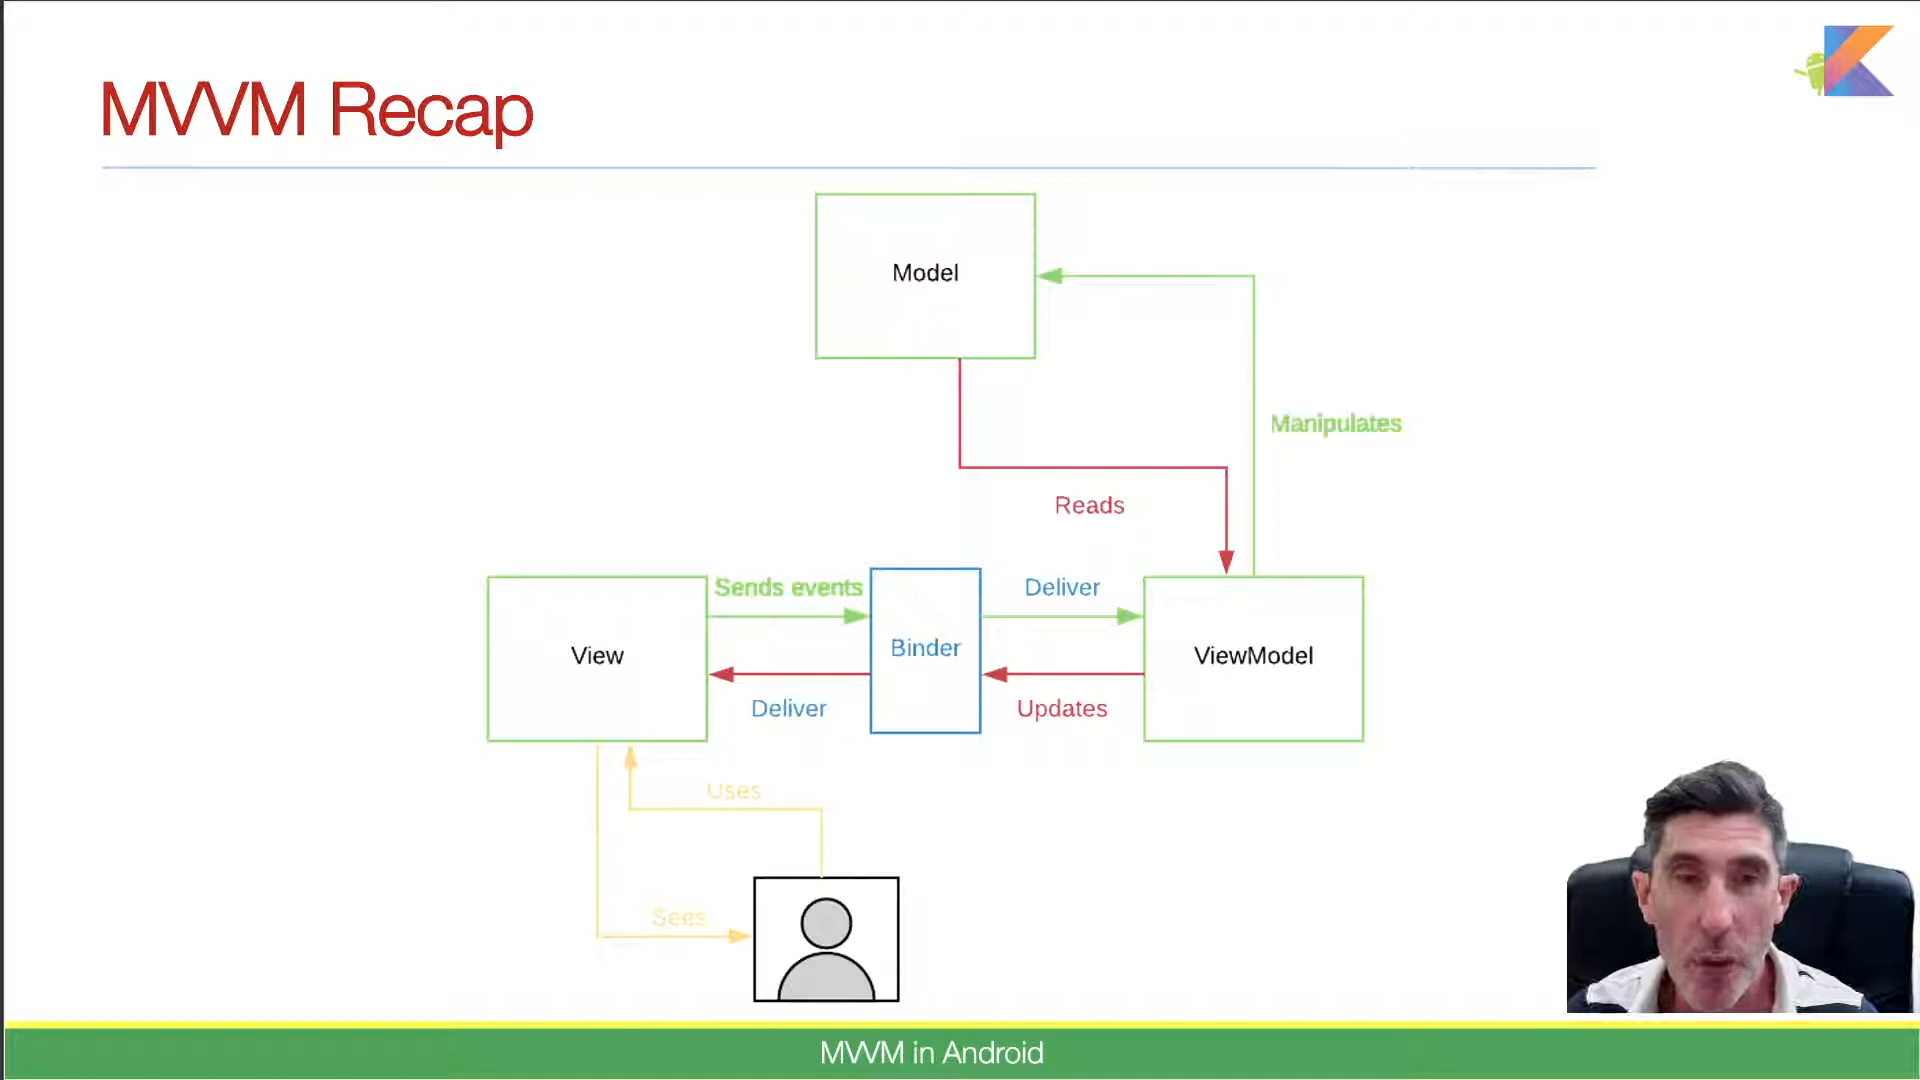 MVVM Recap
Model
Manipulates
Reads
Sends events
Deliver
View
Binder
ViewModel
Deliver
Updates
Uses
Sees
MVVM in Android